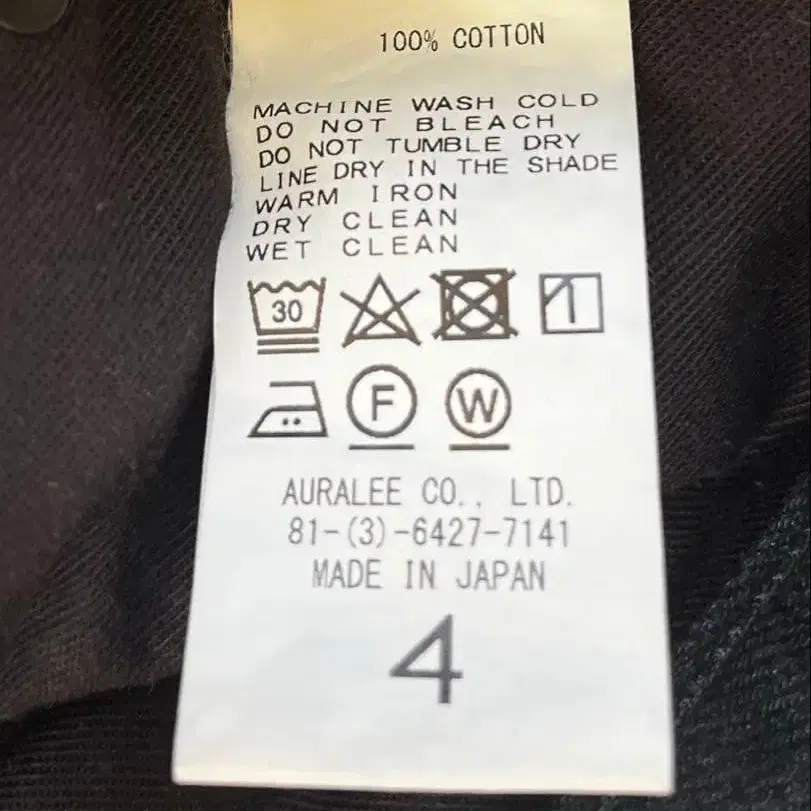 100% COTTON
MACHINE WASH COLD
DO NOT BLEACH
DO NOT TUMBLE DRY
LINE DRY IN THE SHADE
WARM IRON
DRY CLEAN
WET CLEAN
30
F W
AURALEE CO., LTD.
81-(3)-6427-7141
MADE IN JAPAN
4